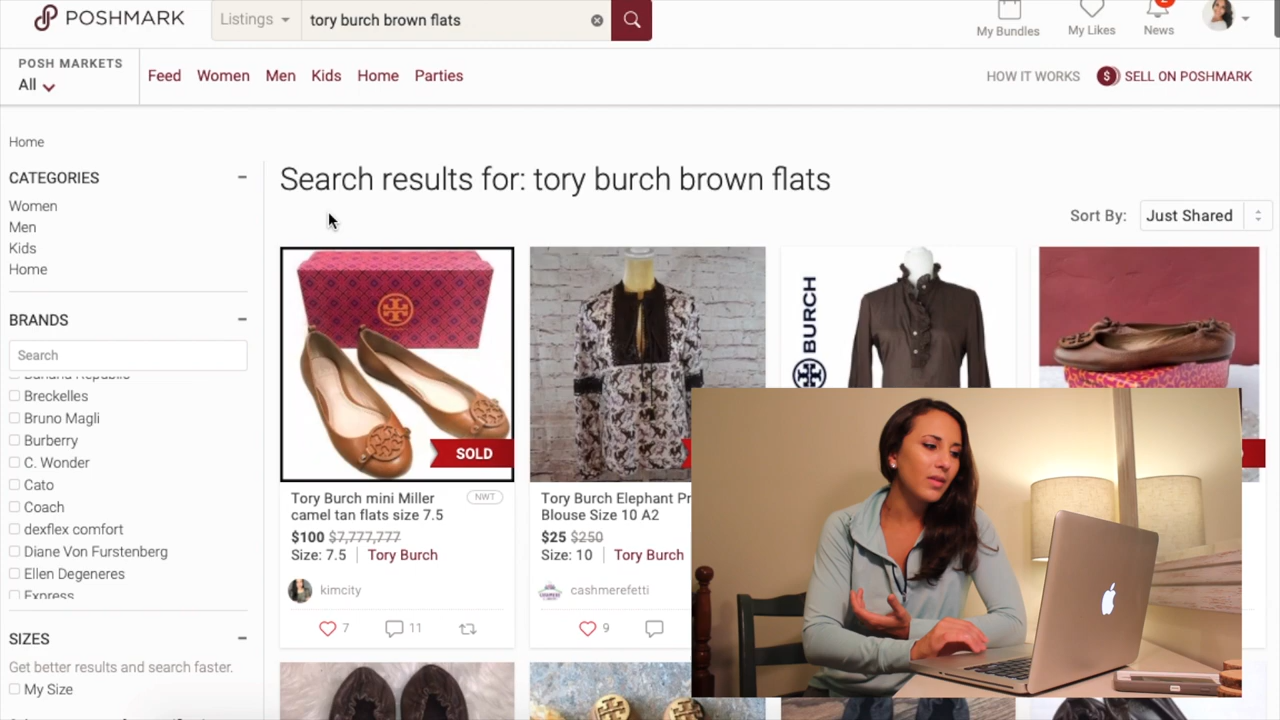 POSHMARK
Listings
tory burch brown flats
My Bundles
My Likes
News
POSH MARKETS
All
Feed
Women
Men
Kids
Home
Parties
HOW IT WORKS
$ SELL ON POSHMARK
Home
CATEGORIES
Women
Men
Kids
Home
BRANDS
Search
Banana Republic
Breckelles
Bruno Magli
Burberry
C. Wonder
Cato
Coach
dexflex comfort
Diane Von Furstenberg
Ellen Degeneres
Express
SIZES
Get better results and search faster.
My Size
Search results for: tory burch brown flats
Sort By: Just Shared
SOLD
Tory Burch mini Miller
camel tan flats size 7.5
NWT
$100 $7,777,777
Size: 7.5 | Tory Burch
kimcity
7
11
Tory Burch Elephant Pr
Blouse Size 10 A2
$25 $250
Size: 10 | Tory Burch
cashmerefetti
9
BURCH